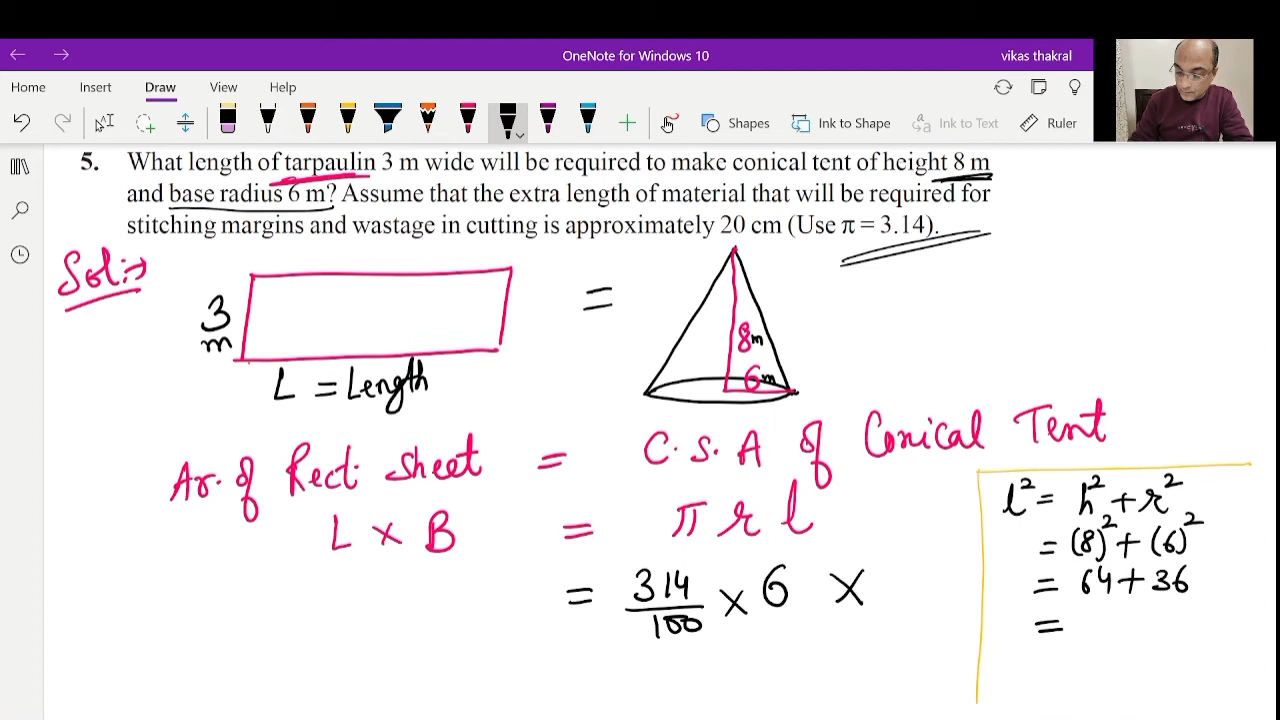 OneNote for Windows 10
vikas thakral
Home Insert Draw View Help
Shapes Ink to Shape Ink to Text Ruler
5. What length of tarpaulin 3 m wide will be required to make conical tent of height 8 m
and base radius 6 m? Assume that the extra length of material that will be required for
stitching margins and wastage in cutting is approximately 20 cm (Use π = 3.14).
Sol:→
3 m
L = Length
=
8m
6m
Ar. of Rect. Sheet = C.S.A of Conical Tent
L × B = π r l
= 314/100 × 6 ×
l² = h² + r²
= (8)² + (6)²
= 64 + 36
=